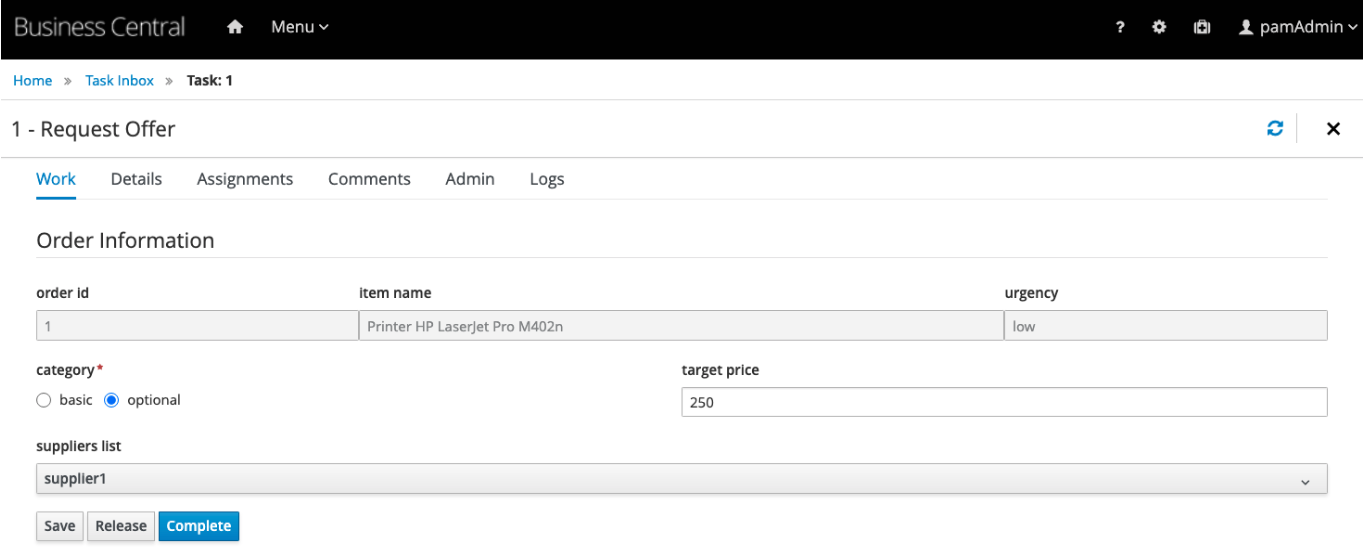 Business Central Menu ? pamAdmin
Home » Task Inbox » Task: 1
1 - Request Offer
Work Details Assignments Comments Admin Logs
Order Information
order id item name urgency
1 Printer HP LaserJet Pro M402n low
category* target price
basic optional
250
suppliers list
supplier1
Save Release Complete